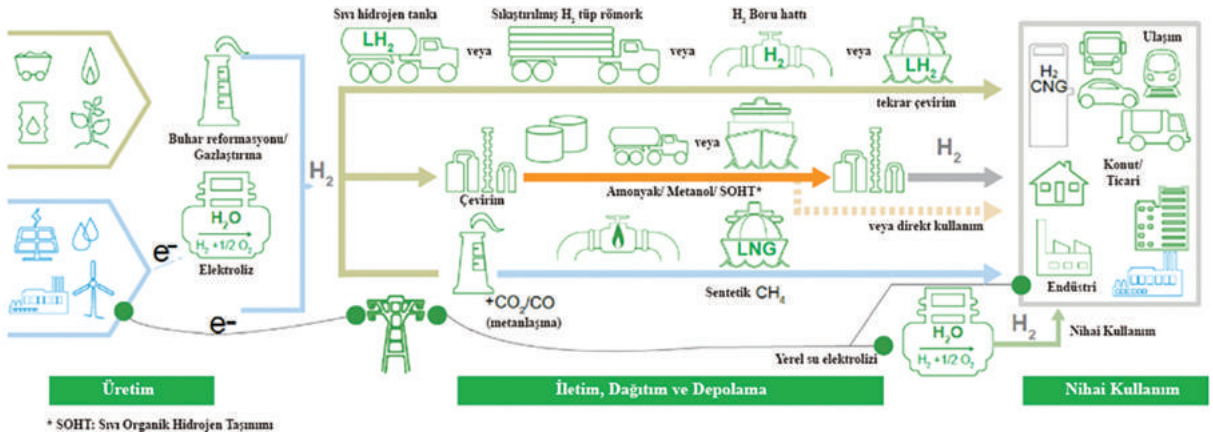 Sıvı hidrojen tankı
Sıkıştırılmış H₂ tüp römork
H₂ Boru hattı
LH₂
veya
veya
H₂
veya
LH₂
tekrar çevirim
Ulaşım
H₂
CNG
Buhar reformasyonu/
Gazlaştırma
H₂
veya
Çevirim
Amonyak/ Metanol/ SOHT*
H₂
veya direkt kullanım
Konut/
Ticari
H₂O
H₂ +1/2 O₂
Elektroliz
e-
LNG
Sentetik CH₄
Endüstri
+CO₂/CO
(metanlaşma)
e-
H₂O
H₂ +1/2 O₂
H₂
Nihai Kullanım
Yerel su elektrolizi
Üretim
İletim, Dağıtım ve Depolama
Nihai Kullanım
* SOHT: Sıvı Organik Hidrojen Taşınımı